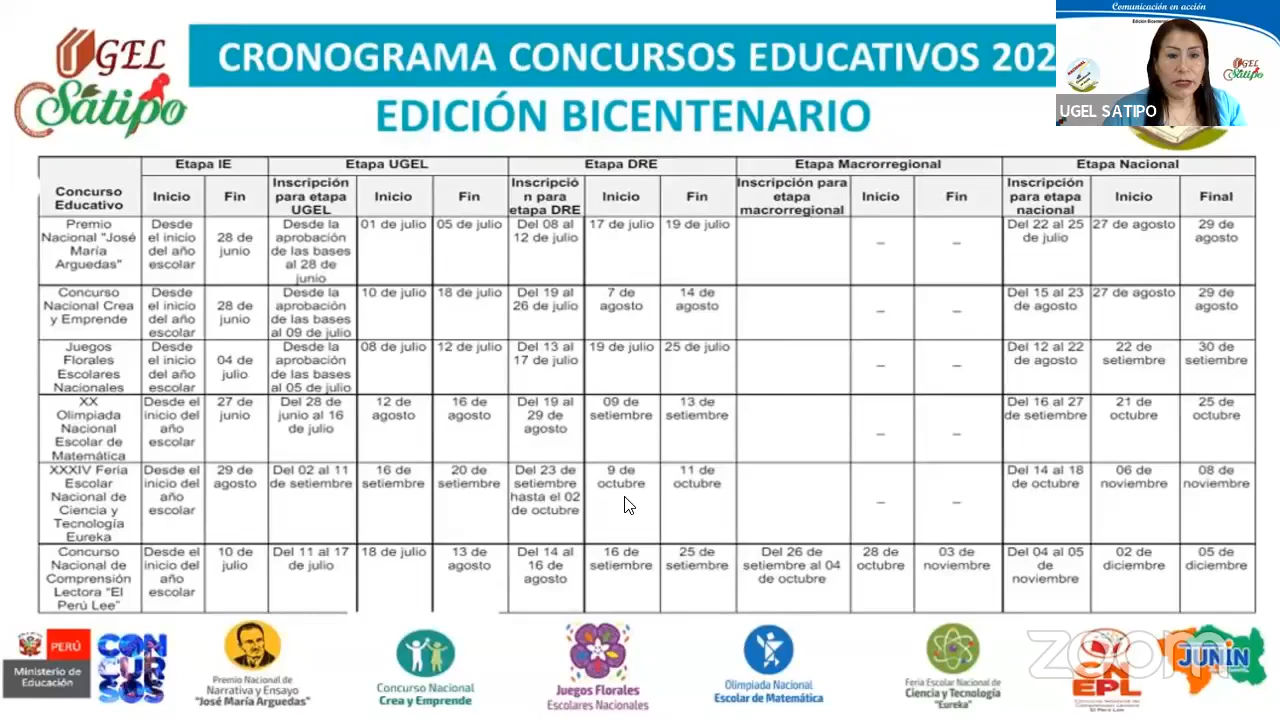 Comunicación en acción
Edición Bicentenario
UGEL SATIPO
UGEL
Satipo
CRONOGRAMA CONCURSOS EDUCATIVOS 202
EDICIÓN BICENTENARIO
Concurso Educativo | Etapa IE | Etapa UGEL | Etapa DRE | Etapa Macrorregional | Etapa Nacional
Inicio | Fin | Inscripción para etapa UGEL | Inicio | Fin | Inscripción para etapa DRE | Inicio | Fin | Inscripción para etapa macrorregional | Inicio | Fin | Inscripción para etapa nacional | Inicio | Final
Premio Nacional "José María Arguedas" | Desde el inicio del año escolar | 28 de junio | Desde la aprobación de las bases al 28 de junio | 01 de julio | 05 de julio | Del 08 al 12 de julio | 17 de julio | 19 de julio | | – | – | Del 22 al 25 de julio | 27 de agosto | 29 de agosto
Concurso Nacional Crea y Emprende | Desde el inicio del año escolar | 28 de junio | Desde la aprobación de las bases al 09 de julio | 10 de julio | 18 de julio | Del 19 al 26 de julio | 7 de agosto | 14 de agosto | | – | – | Del 15 al 23 de agosto | 27 de agosto | 29 de agosto
Juegos Florales Escolares Nacionales | Desde el inicio del año escolar | 04 de julio | Desde la aprobación de las bases al 05 de julio | 08 de julio | 12 de julio | Del 13 al 17 de julio | 19 de julio | 25 de julio | | – | – | Del 12 al 22 de agosto | 22 de setiembre | 30 de setiembre
XX Olimpiada Nacional Escolar de Matemática | Desde el inicio del año escolar | 27 de junio | Del 28 de junio al 16 de julio | 12 de agosto | 16 de agosto | Del 19 al 29 de agosto | 09 de setiembre | 13 de setiembre | | – | – | Del 16 al 27 de setiembre | 21 de octubre | 25 de octubre
XXXIV Feria Escolar Nacional de Ciencia y Tecnología Eureka | Desde el inicio del año escolar | 29 de agosto | Del 02 al 11 de setiembre | 16 de setiembre | 20 de setiembre | Del 23 de setiembre hasta el 02 de octubre | 9 de octubre | 11 de octubre | | – | – | Del 14 al 18 de octubre | 06 de noviembre | 08 de noviembre
Concurso Nacional de Comprensión Lectora "El Perú Lee" | Desde el inicio del año escolar | 10 de julio | Del 11 al 17 de julio | 18 de julio | 13 de agosto | Del 14 al 16 de agosto | 16 de setiembre | 25 de setiembre | Del 26 de setiembre al 04 de octubre | 28 de octubre | 03 de noviembre | Del 04 al 05 de noviembre | 02 de diciembre | 05 de diciembre
PERÚ
Ministerio de
Educación
CON
CUR
SOS
Premio Nacional de
Narrativa y Ensayo
"José María Arguedas"
Concurso Nacional
Crea y Emprende
Juegos Florales
Escolares Nacionales
Olimpiada Nacional
Escolar de Matemática
Feria Escolar Nacional de
Ciencia y Tecnología
"Eureka"
CN
EPL
El Perú Lee
JUNÍN
zoom